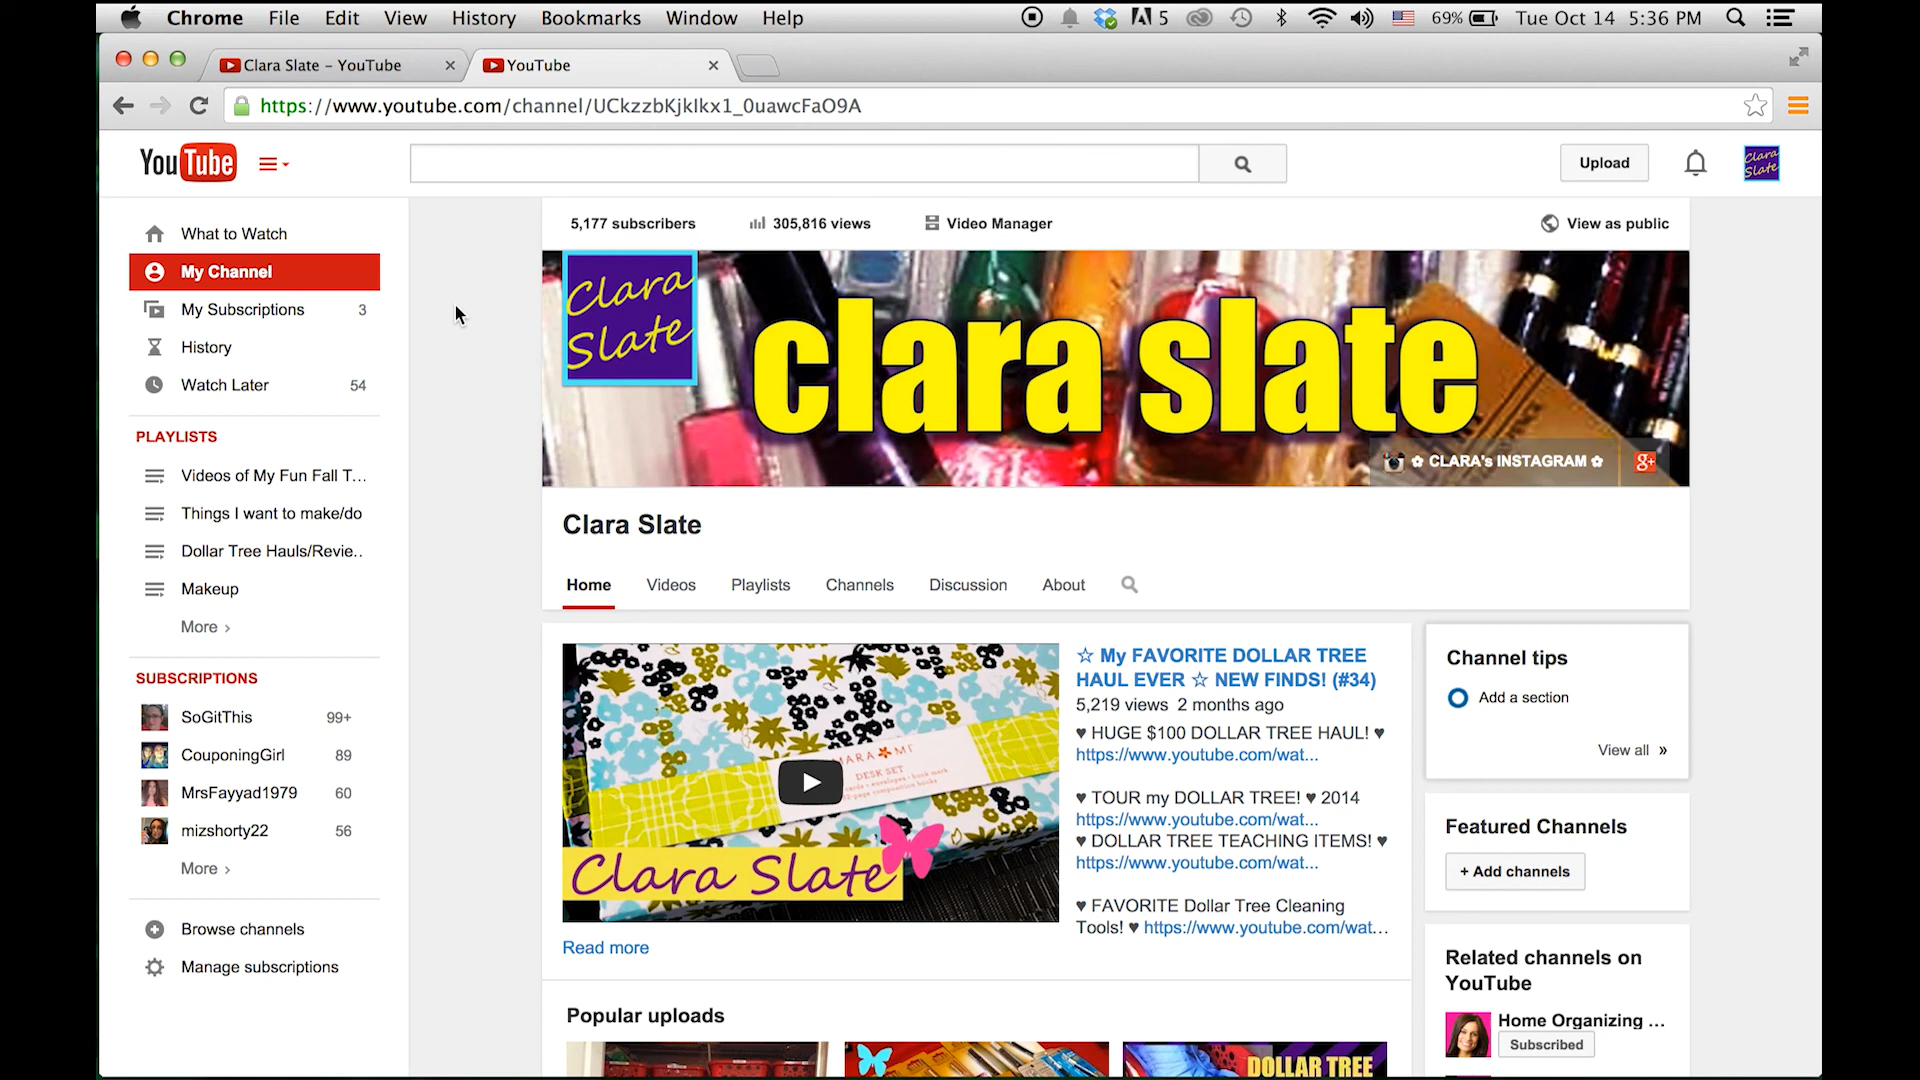 Chrome File Edit View History Bookmarks Window Help 5 69% Tue Oct 14 5:36 PM
Clara Slate – YouTube
YouTube
https://www.youtube.com/channel/UCkzzbKjkIkx1_0uawcFaO9A
YouTube
Upload
Clara Slate
What to Watch
My Channel
My Subscriptions 3
History
Watch Later 54
PLAYLISTS
Videos of My Fun Fall T...
Things I want to make/do
Dollar Tree Hauls/Revie..
Makeup
More ›
SUBSCRIPTIONS
SoGitThis 99+
CouponingGirl 89
MrsFayyad1979 60
mizshorty22 56
More ›
Browse channels
Manage subscriptions
5,177 subscribers 305,816 views Video Manager View as public
Clara
Slate
clara slate
✿ CLARA's INSTAGRAM ✿
g+
Clara Slate
Home Videos Playlists Channels Discussion About
MARA MI
DESK SET
Clara Slate
☆ My FAVORITE DOLLAR TREE
HAUL EVER ☆ NEW FINDS! (#34)
5,219 views 2 months ago
♥ HUGE $100 DOLLAR TREE HAUL! ♥
https://www.youtube.com/wat...
♥ TOUR my DOLLAR TREE! ♥ 2014
https://www.youtube.com/wat...
♥ DOLLAR TREE TEACHING ITEMS! ♥
https://www.youtube.com/wat...
♥ FAVORITE Dollar Tree Cleaning
Tools! ♥ https://www.youtube.com/wat...
Read more
Popular uploads
DOLLAR TREE
Channel tips
Add a section
View all »
Featured Channels
+ Add channels
Related channels on
YouTube
Home Organizing ...
Subscribed